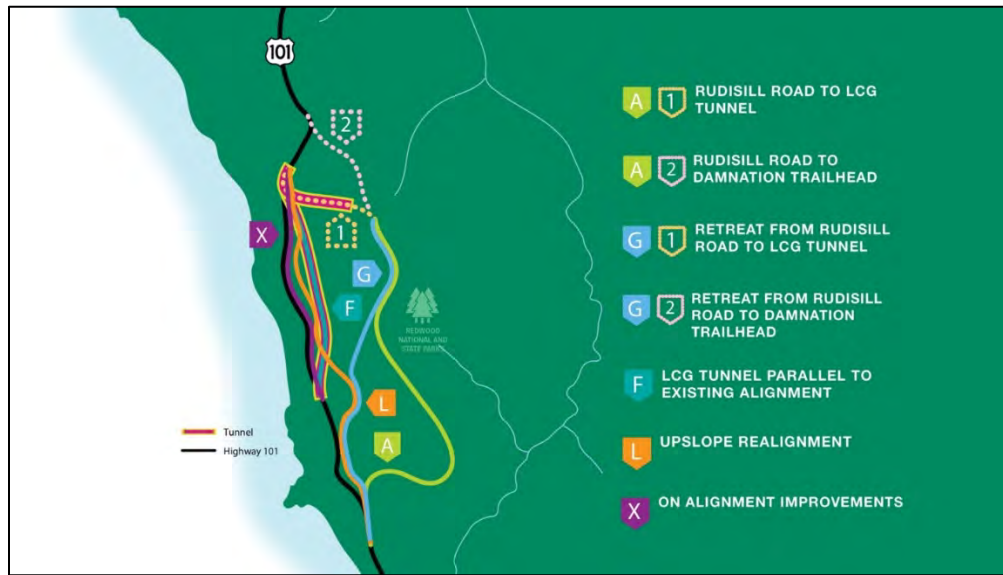 101
2
1
X
G
F
L
A
REDWOOD
NATIONAL AND
STATE PARKS
Tunnel
Highway 101
A 1 RUDISILL ROAD TO LCG
TUNNEL
A 2 RUDISILL ROAD TO
DAMNATION TRAILHEAD
G 1 RETREAT FROM RUDISILL
ROAD TO LCG TUNNEL
G 2 RETREAT FROM RUDISILL
ROAD TO DAMNATION
TRAILHEAD
F LCG TUNNEL PARALLEL TO
EXISTING ALIGNMENT
L UPSLOPE REALIGNMENT
X ON ALIGNMENT IMPROVEMENTS